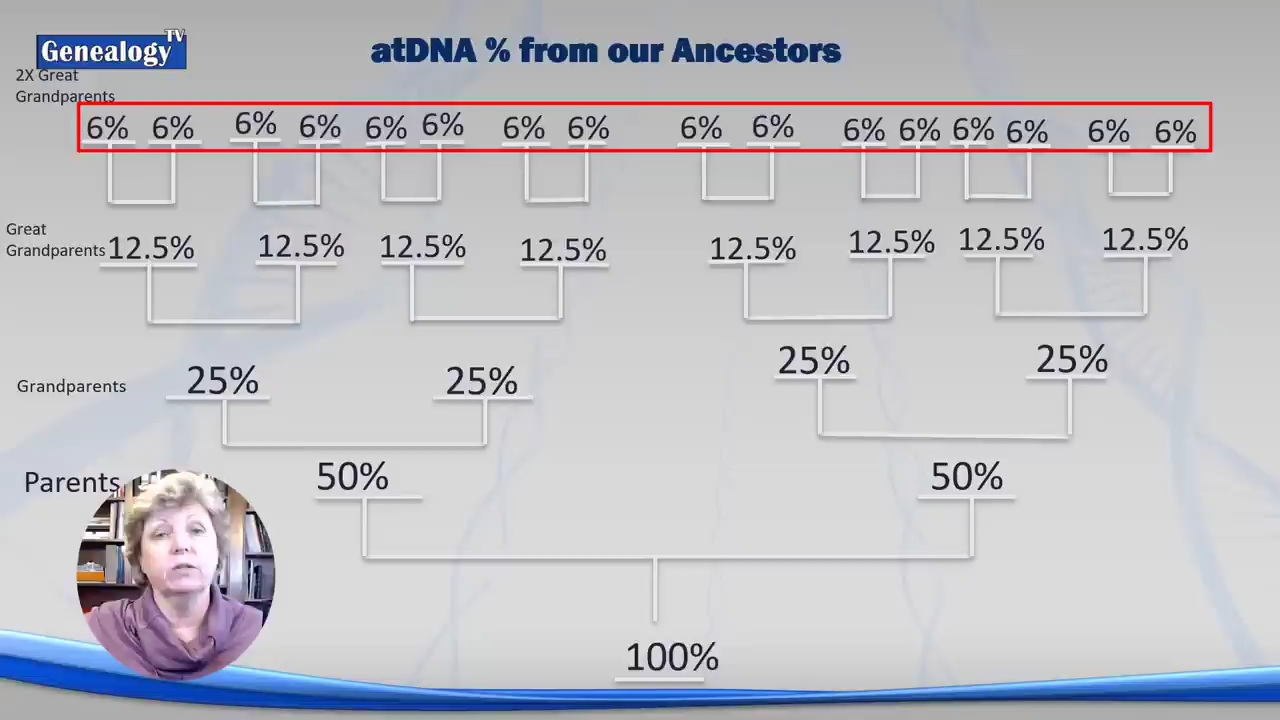 Genealogy TV
atDNA % from our Ancestors
2X Great
Grandparents
6% 6% 6% 6% 6% 6% 6% 6% 6% 6% 6% 6% 6% 6% 6% 6%
Great
Grandparents
12.5% 12.5% 12.5% 12.5% 12.5% 12.5% 12.5% 12.5%
Grandparents
25% 25% 25% 25%
Parents
50% 50%
100%